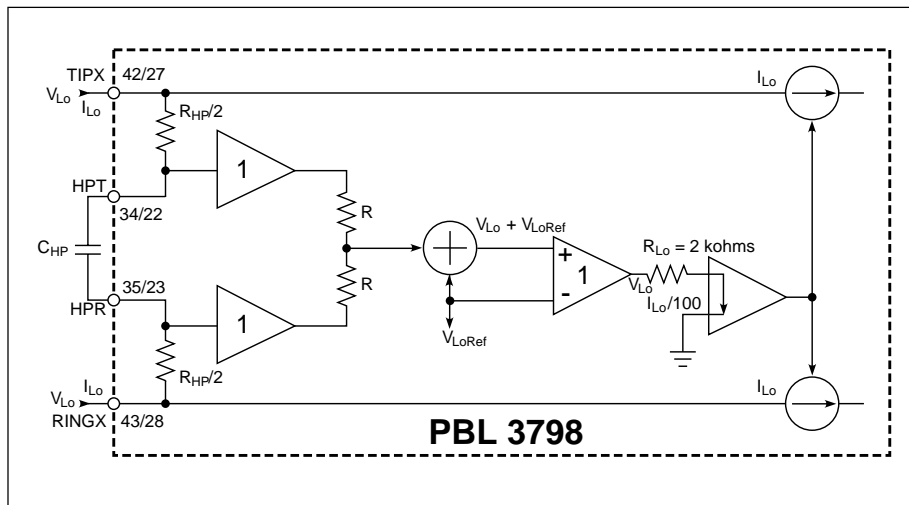 TIPX 42/27
I_Lo
V_Lo I_Lo
R_HP/2
1
HPT
34/22
R
V_Lo + V_LoRef
R_Lo = 2 kohms
C_HP
+
1
-
V_Lo
35/23
R
I_Lo/100
HPR
1
V_LoRef
R_HP/2
V_Lo I_Lo
I_Lo
RINGX 43/28
PBL 3798